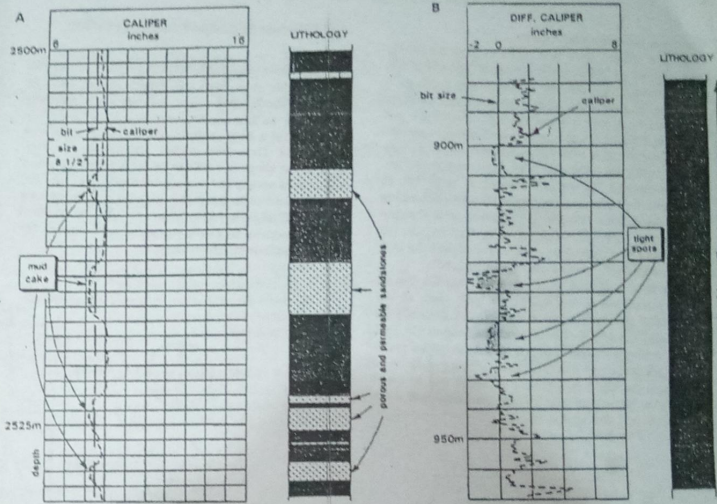 A
CALIPER
inches
6
16
LITHOLOGY
2500m
bit
size
8 1/2"
caliper
mud
cake
porous and permeable sandstones
2525m
depth
B
DIFF. CALIPER
inches
-2 0
8
LITHOLOGY
bit size
caliper
900m
tight
spots
950m